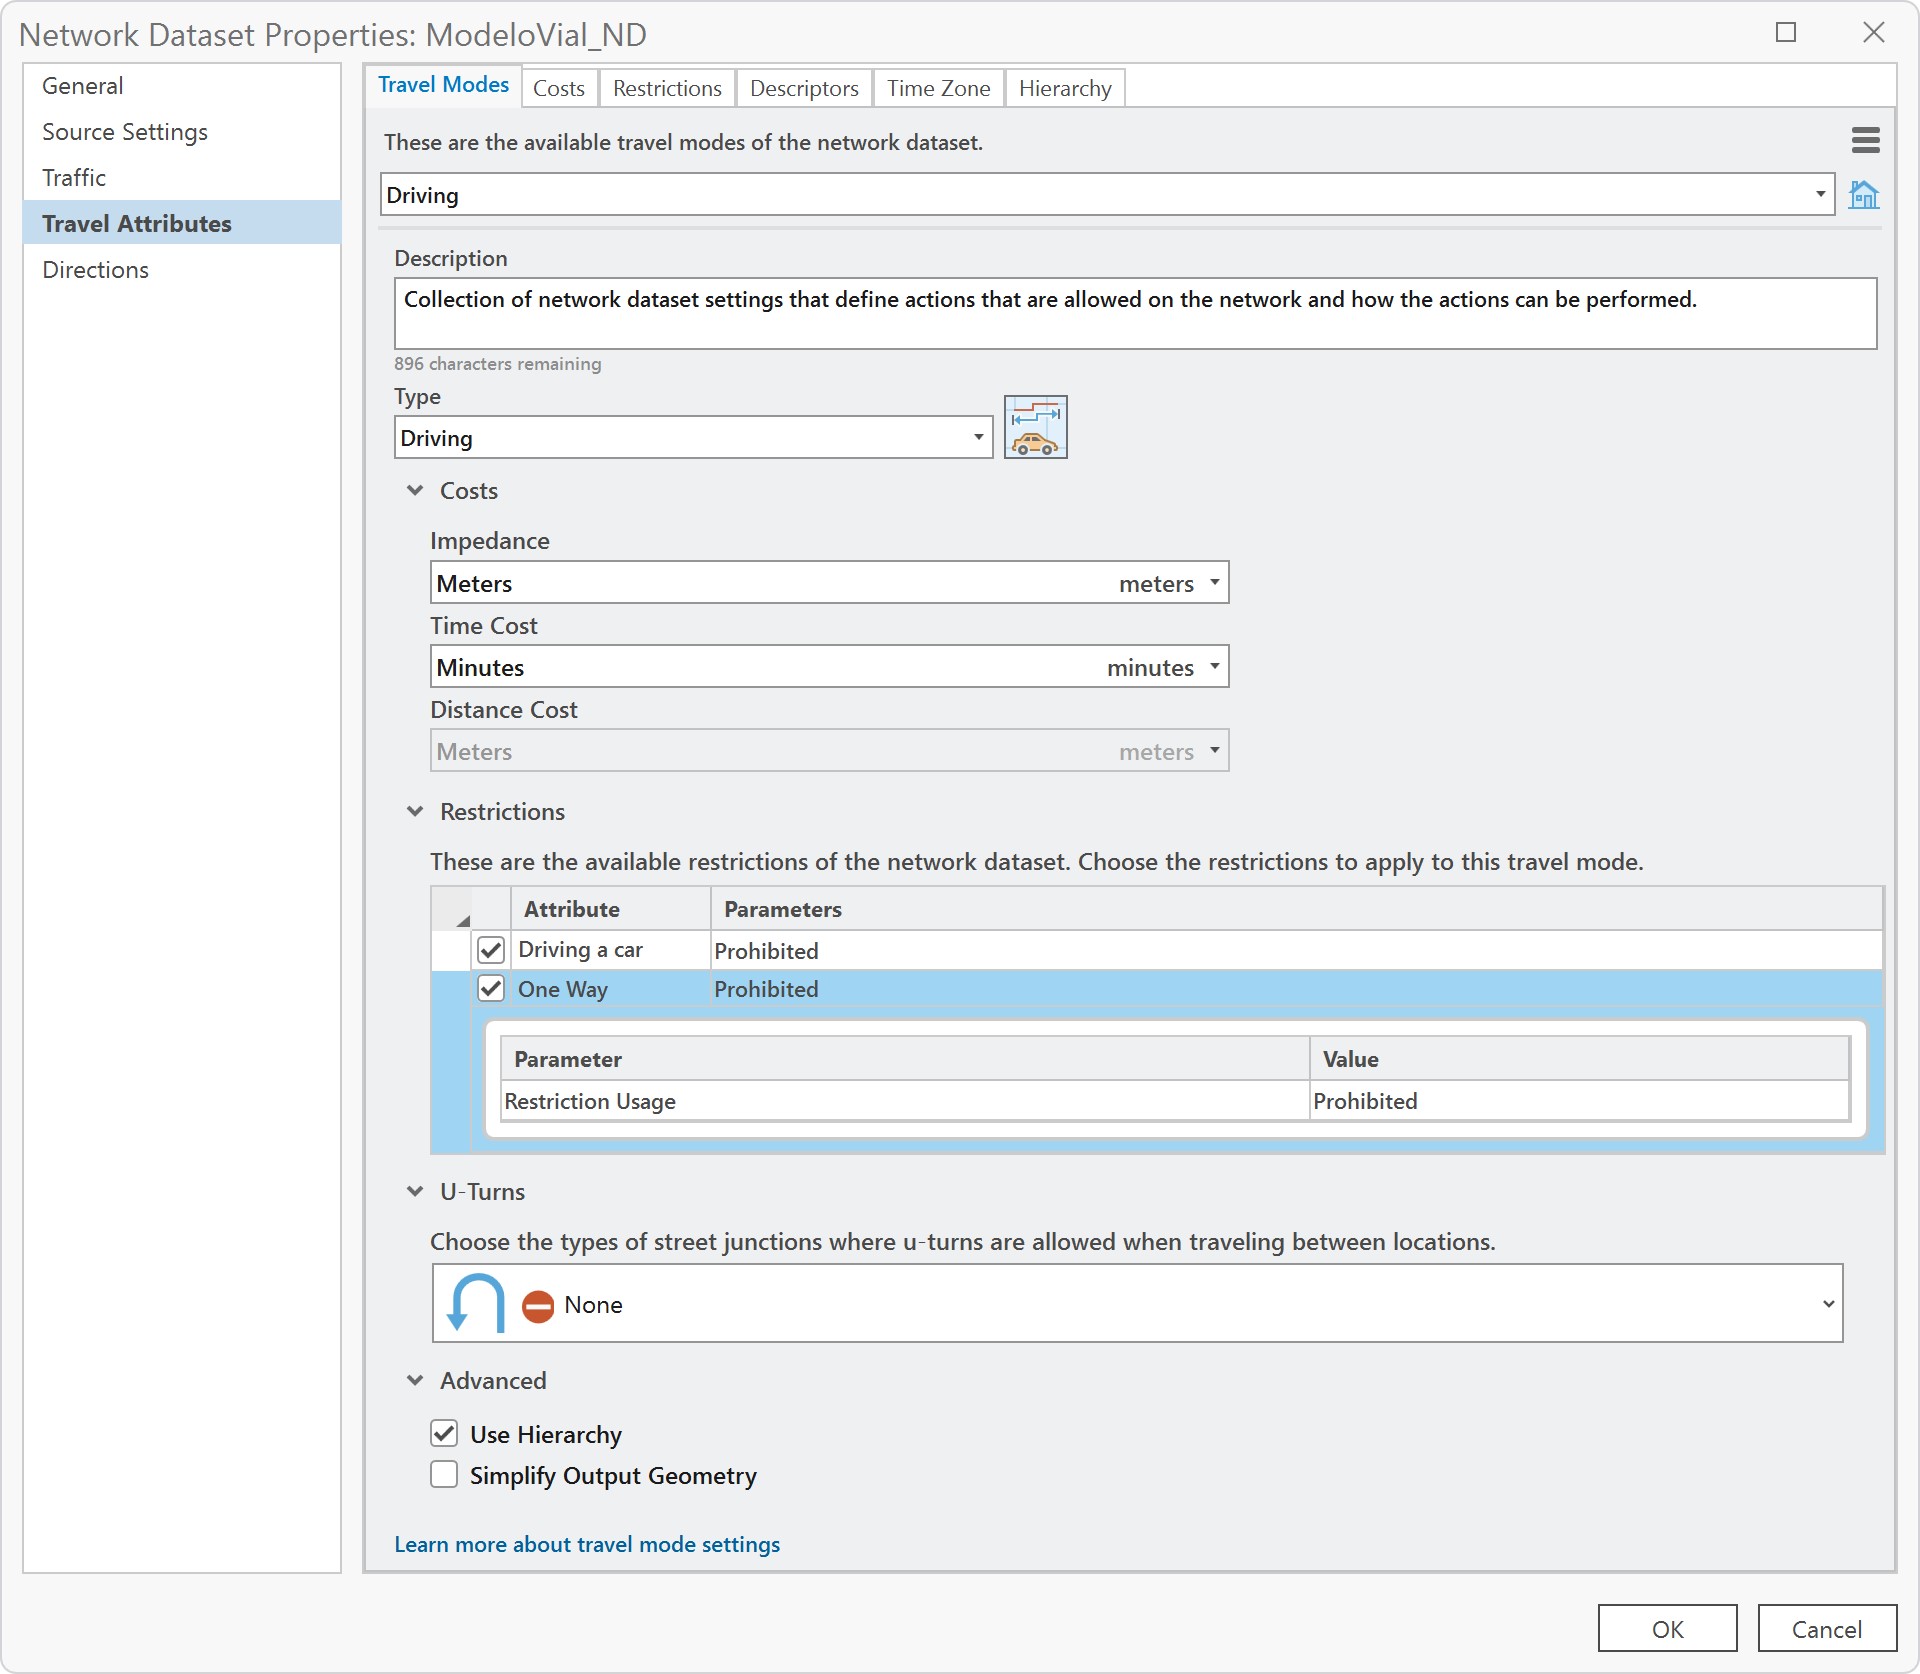 Network Dataset Properties: ModeloVial_ND
General
Source Settings
Traffic
Travel Attributes
Directions
Travel Modes Costs Restrictions Descriptors Time Zone Hierarchy
These are the available travel modes of the network dataset.
Driving
Description
Collection of network dataset settings that define actions that are allowed on the network and how the actions can be performed.
896 characters remaining
Type
Driving
Costs
Impedance
Meters meters
Time Cost
Minutes minutes
Distance Cost
Meters meters
Restrictions
These are the available restrictions of the network dataset. Choose the restrictions to apply to this travel mode.
Attribute Parameters
Driving a car Prohibited
One Way Prohibited
Parameter Value
Restriction Usage Prohibited
U-Turns
Choose the types of street junctions where u-turns are allowed when traveling between locations.
None
Advanced
Use Hierarchy
Simplify Output Geometry
Learn more about travel mode settings
OK Cancel